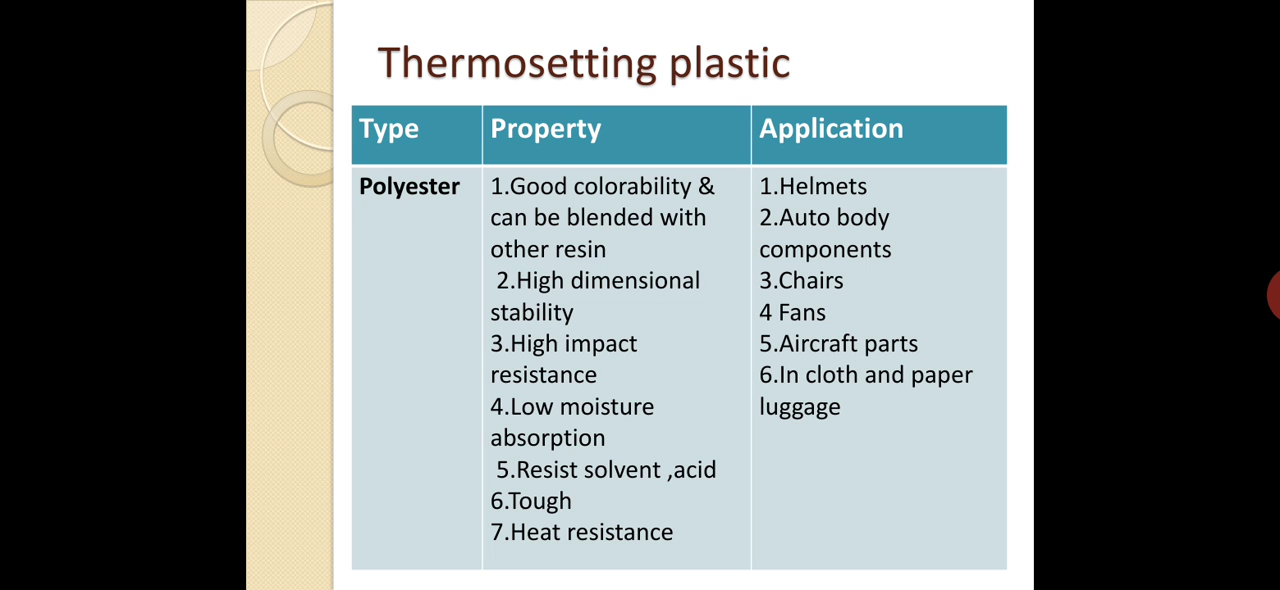 Thermosetting plastic
Type
Property
Application
Polyester
1.Good colorability &
can be blended with
other resin
2.High dimensional
stability
3.High impact
resistance
4.Low moisture
absorption
5.Resist solvent ,acid
6.Tough
7.Heat resistance
1.Helmets
2.Auto body
components
3.Chairs
4 Fans
5.Aircraft parts
6.In cloth and paper
luggage